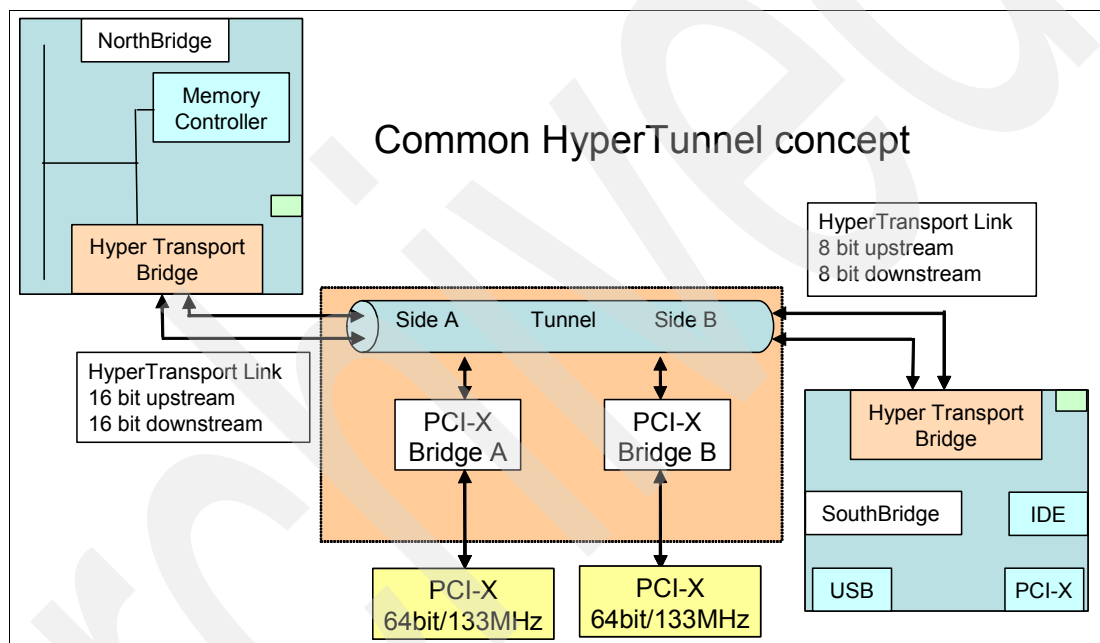 NorthBridge
Memory
Controller
Common HyperTunnel concept
Hyper Transport
Bridge
HyperTransport Link
8 bit upstream
8 bit downstream
Side A
Tunnel
Side B
HyperTransport Link
16 bit upstream
16 bit downstream
PCI-X
Bridge A
PCI-X
Bridge B
Hyper Transport
Bridge
SouthBridge
IDE
USB
PCI-X
PCI-X
64bit/133MHz
PCI-X
64bit/133MHz